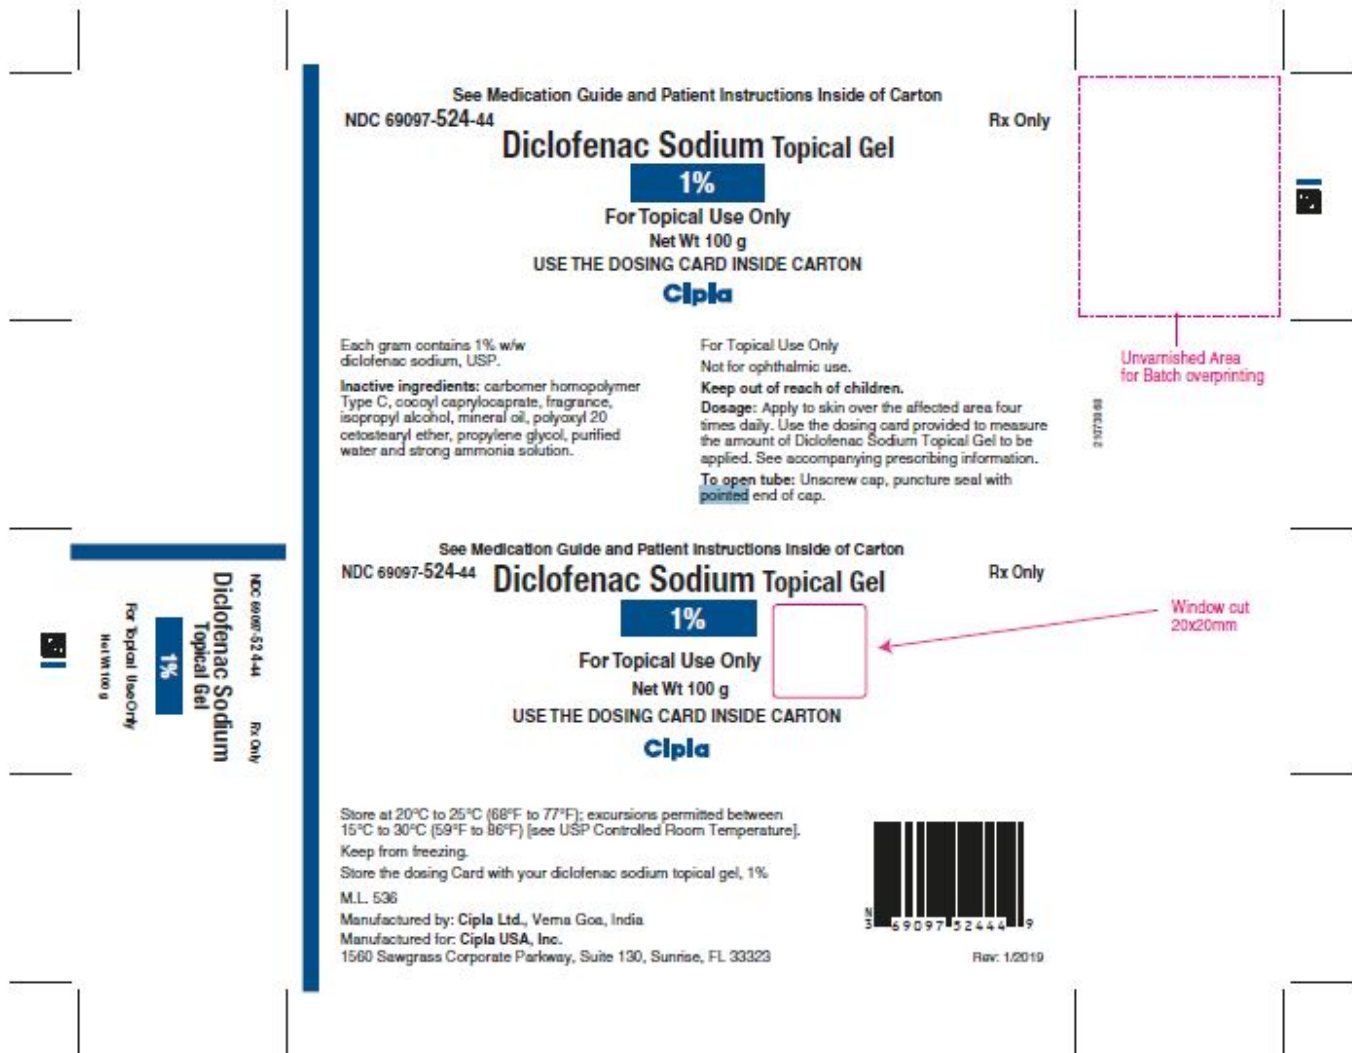 See Medication Guide and Patient Instructions Inside of Carton
NDC 69097-524-44
Rx Only
Diclofenac Sodium Topical Gel
1%
For Topical Use Only
Net Wt 100 g
USE THE DOSING CARD INSIDE CARTON
Cipla
Unvarnished Area
for Batch overprinting
Each gram contains 1% w/w
diclofenac sodium, USP.
Inactive ingredients: carbomer homopolymer
Type C, cocoyl caprylocaprate, fragrance,
isopropyl alcohol, mineral oil, polyoxyl 20
cetostearyl ether, propylene glycol, purified
water and strong ammonia solution.
For Topical Use Only
Not for ophthalmic use.
Keep out of reach of children.
Dosage: Apply to skin over the affected area four
times daily. Use the dosing card provided to measure
the amount of Diclofenac Sodium Topical Gel to be
applied. See accompanying prescribing information.
To open tube: Unscrew cap, puncture seal with
pointed end of cap.
See Medication Guide and Patient Instructions Inside of Carton
NDC 69097-524-44
Diclofenac Sodium Topical Gel
Rx Only
1%
For Topical Use Only
Net Wt 100 g
USE THE DOSING CARD INSIDE CARTON
Cipla
Window cut
20x20mm
NDC 69097-52 4-44
Rx Only
Diclofenac Sodium
Topical Gel
1%
For Topical Use Only
Net Wt 100 g
Store at 20°C to 25°C (68°F to 77°F); excursions permitted between
15°C to 30°C (59°F to 86°F) [see USP Controlled Room Temperature].
Keep from freezing.
Store the dosing Card with your diclofenac sodium topical gel, 1%
M.L. 536
Manufactured by: Cipla Ltd., Verna Goa, India
Manufactured for: Cipla USA, Inc.
1560 Sawgrass Corporate Parkway, Suite 130, Sunrise, FL 33323
N
3 69097 52444 9
Rev: 1/2019